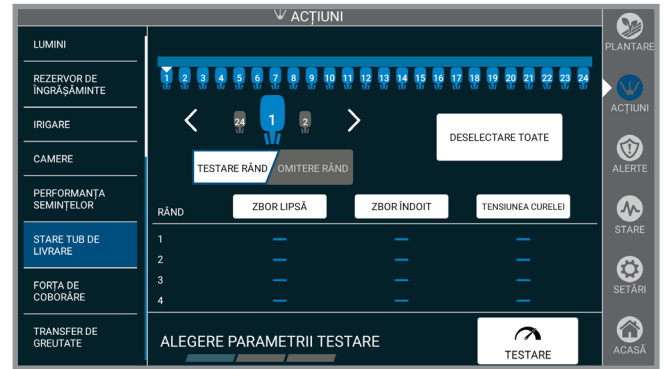 ACȚIUNI
LUMINI
REZERVOR DE
ÎNGRĂȘĂMINTE
IRIGARE
CAMERE
PERFORMANȚA
SEMINȚELOR
STARE TUB DE
LIVRARE
FORȚA DE
COBORÂRE
TRANSFER DE
GREUTATE
1 2 3 4 5 6 7 8 9 10 11 12 13 14 15 16 17 18 19 20 21 22 23 24
24 1 2
DESELECTARE TOATE
TESTARE RÂND OMITERE RÂND
RÂND ZBOR LIPSĂ ZBOR ÎNDOIT TENSIUNEA CURELEI
1
2
3
4
ALEGERE PARAMETRII TESTARE
TESTARE
PLANTARE
ACȚIUNI
ALERTE
STARE
SETĂRI
ACASĂ